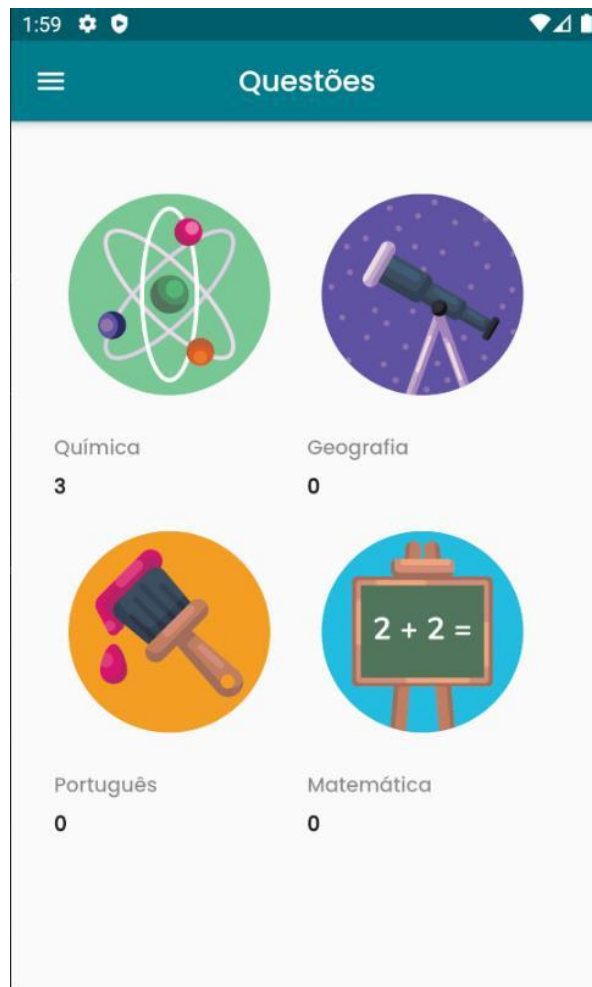 1:59
Questões
Química
3
Geografia
0
2 + 2 =
Português
0
Matemática
0